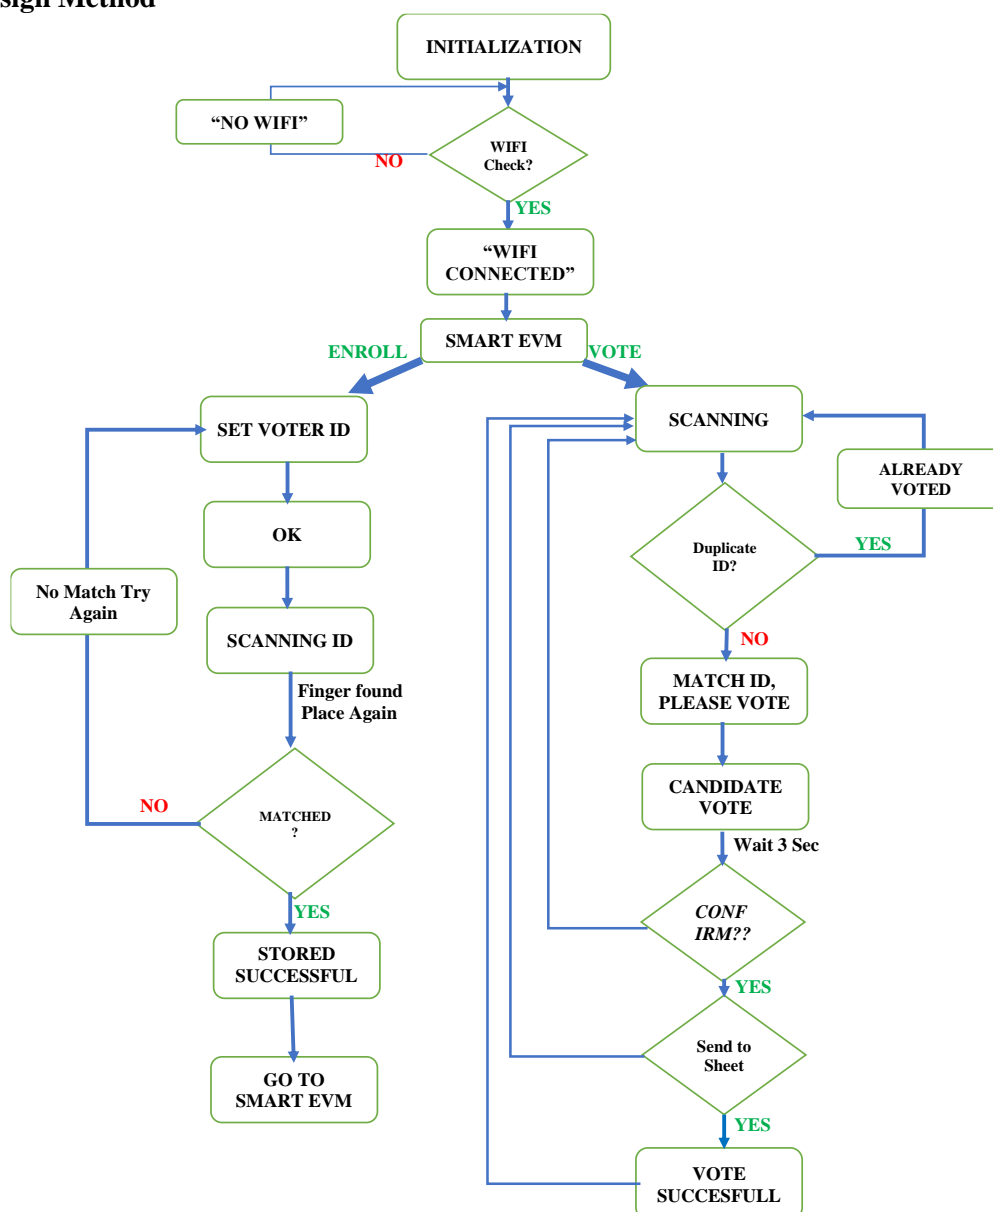 sign Method
INITIALIZATION
“NO WIFI”
WIFI
Check?
NO
YES
“WIFI
CONNECTED”
SMART EVM
ENROLL
VOTE
SET VOTER ID
OK
No Match Try
Again
SCANNING ID
Finger found
Place Again
NO
MATCHED
?
YES
STORED
SUCCESSFUL
GO TO
SMART EVM
SCANNING
ALREADY
VOTED
Duplicate
ID?
YES
NO
MATCH ID,
PLEASE VOTE
CANDIDATE
VOTE
Wait 3 Sec
CONF
IRM??
YES
Send to
Sheet
YES
VOTE
SUCCESFULL